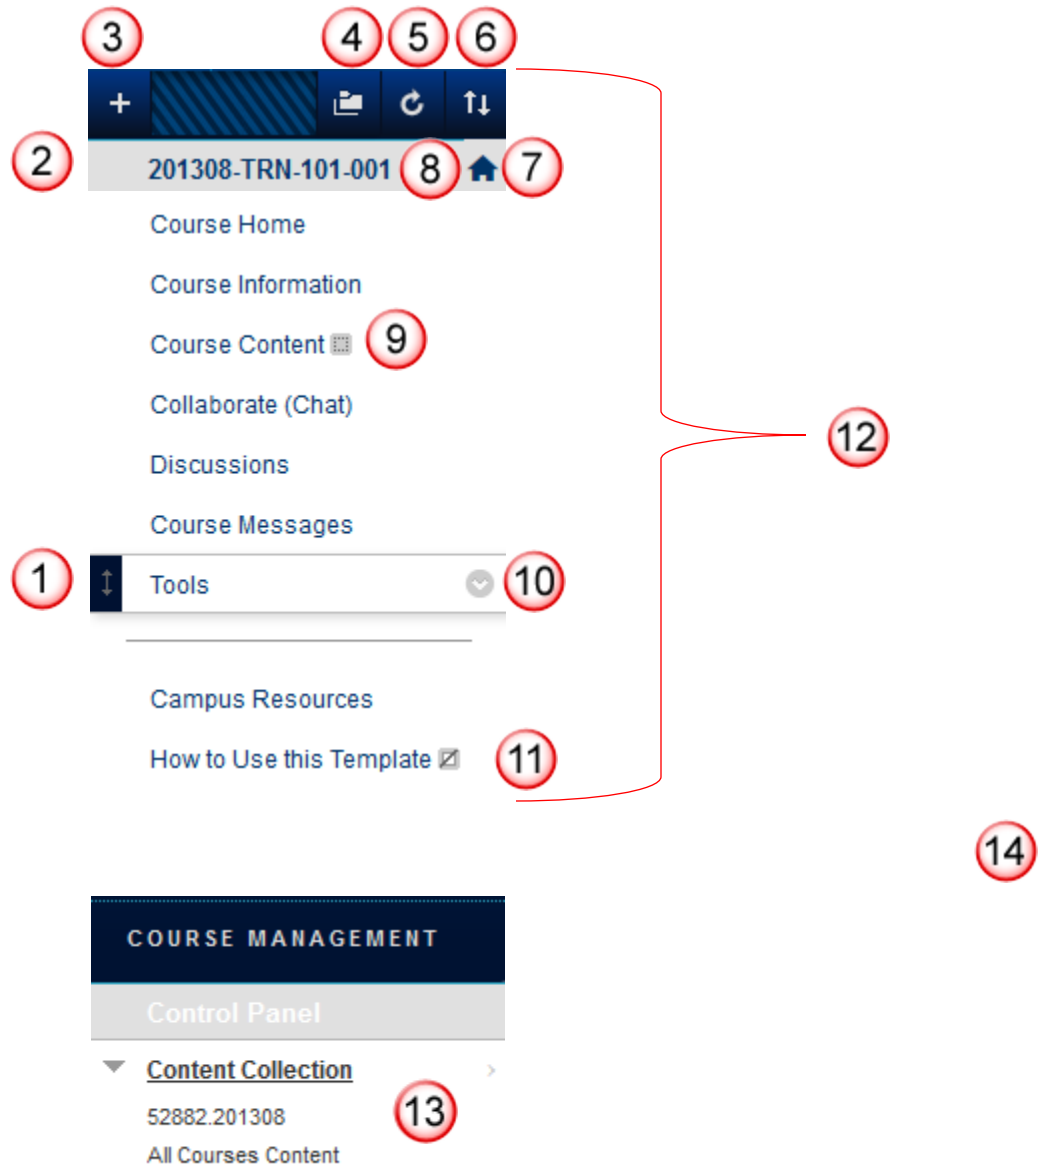 3 4 5 6
2 201308-TRN-101-001 8 7
Course Home
Course Information
Course Content 9
Collaborate (Chat)
12
Discussions
Course Messages
1 Tools 10
Campus Resources
How to Use this Template 11
14
COURSE MANAGEMENT
Control Panel
Content Collection
52882.201308 13
All Courses Content